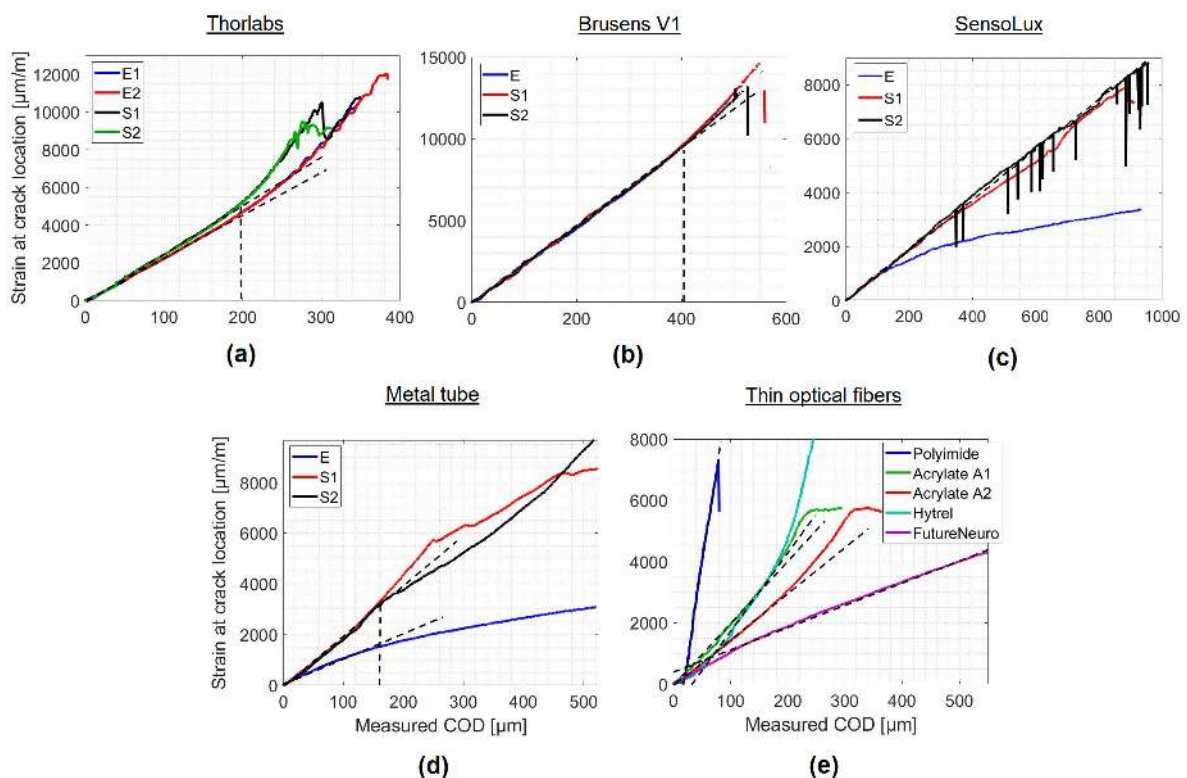 Thorlabs
Brusens V1
SensoLux
Strain at crack location [µm/m]
12000
10000
8000
6000
4000
2000
0
E1
E2
S1
S2
0 100 200 300 400
(a)
15000
10000
5000
0
E
S1
S2
0 200 400 600
(b)
8000
6000
4000
2000
0
E
S1
S2
0 200 400 600 800 1000
(c)
Metal tube
Thin optical fibers
Strain at crack location [µm/m]
8000
6000
4000
2000
0
E
S1
S2
0 100 200 300 400 500
Measured COD [µm]
(d)
8000
6000
4000
2000
0
Polyimide
Acrylate A1
Acrylate A2
Hytrel
FutureNeuro
0 100 200 300 400 500
Measured COD [µm]
(e)